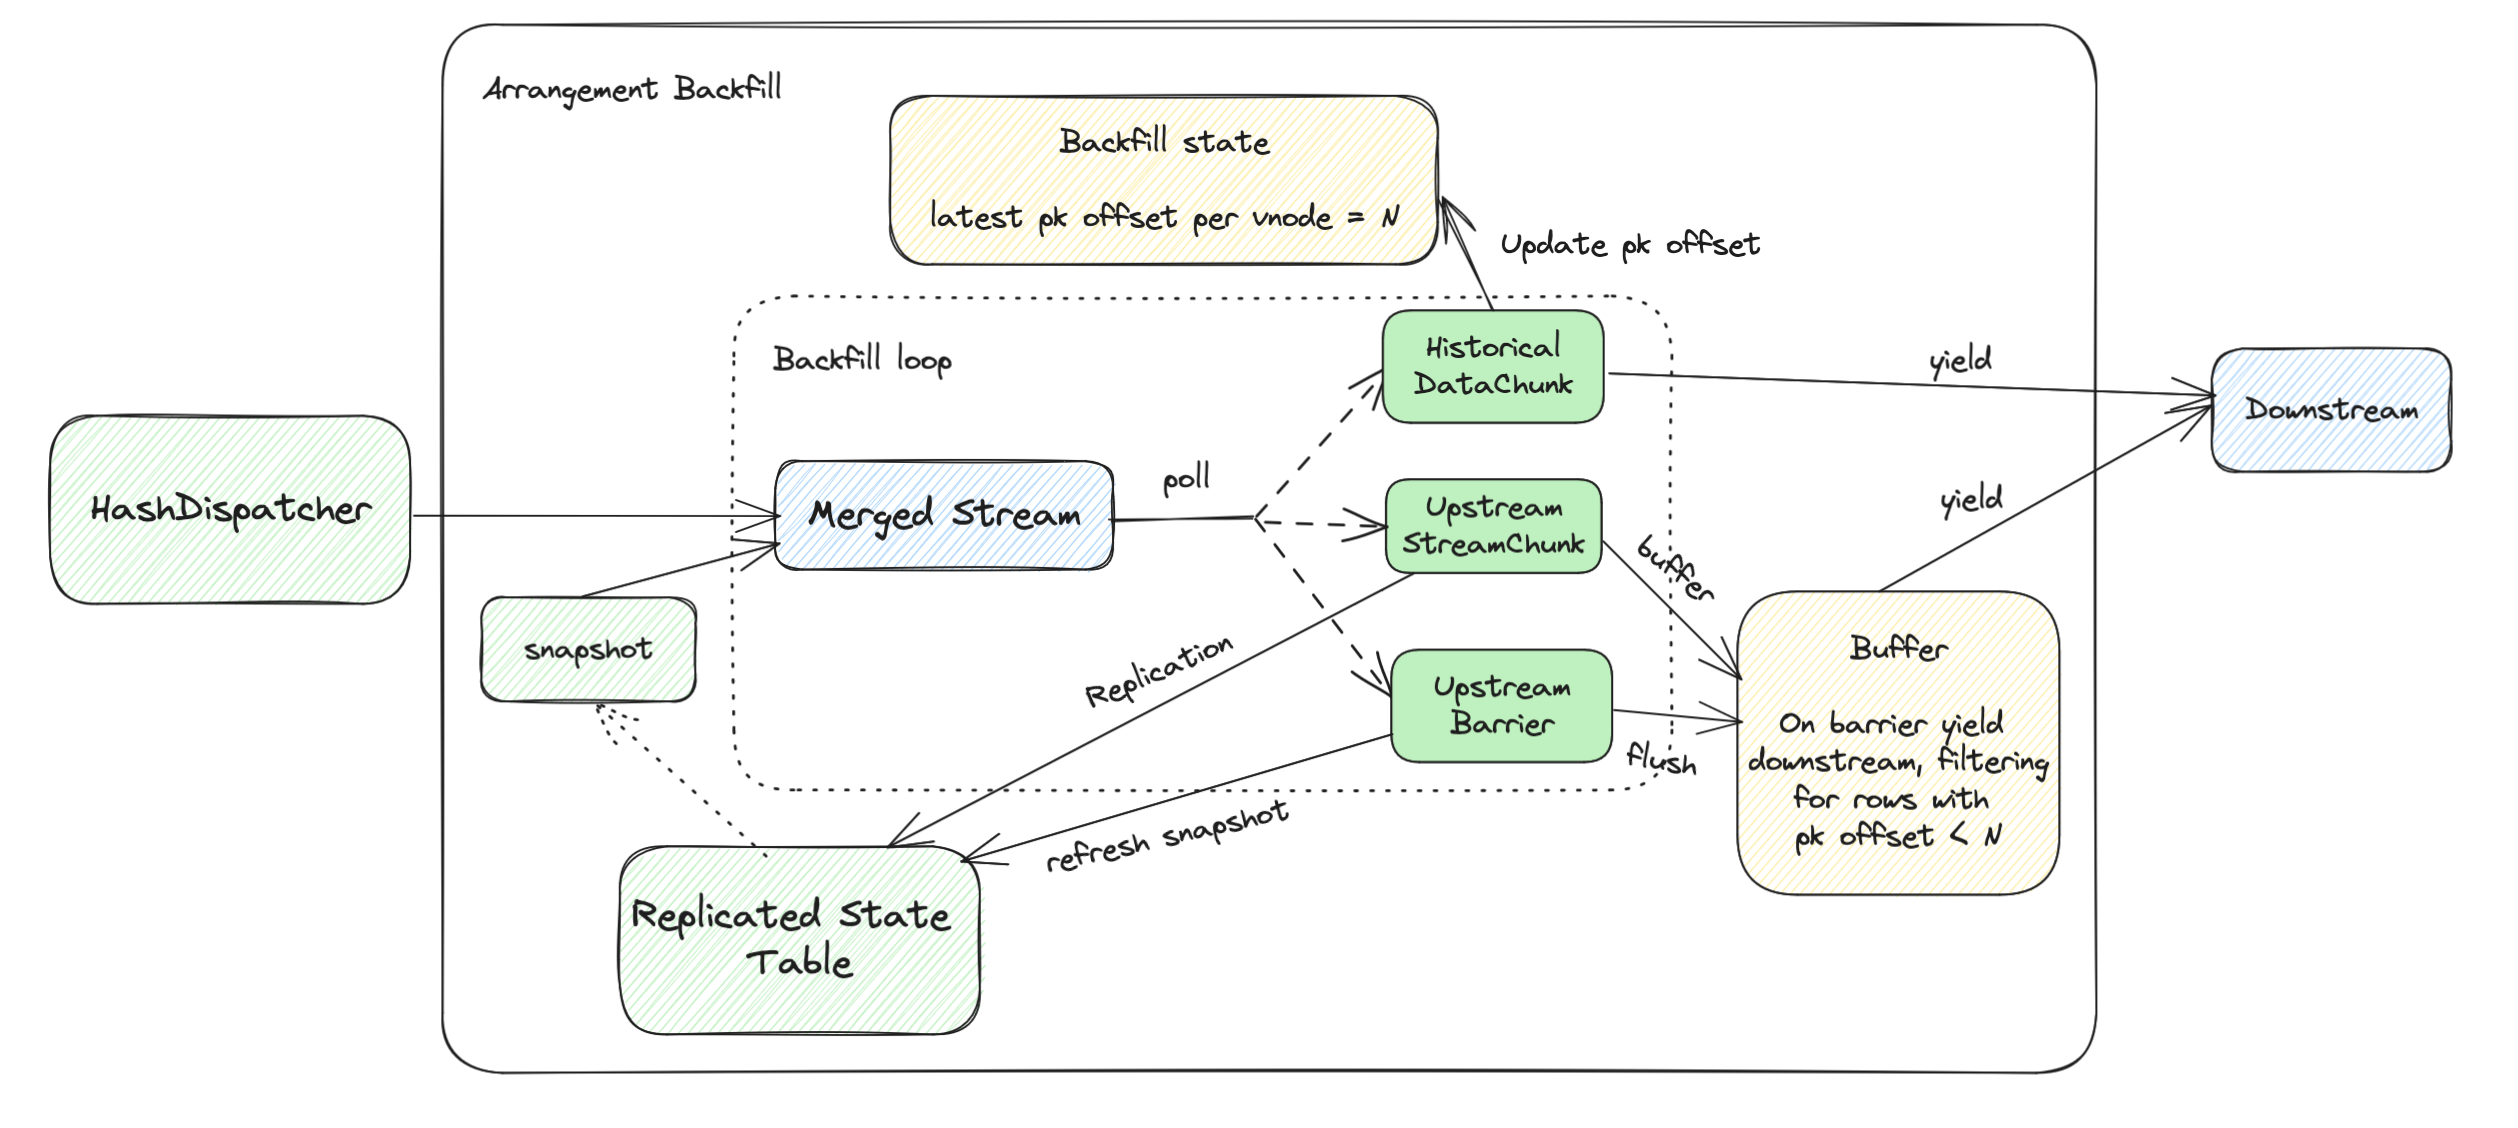 Arrangement Backfill
Backfill state
latest pk offset per vnode = N
Update pk offset
Backfill loop
Historical
DataChunk
yield
Downstream
HashDispatcher
Merged Stream
poll
Upstream
StreamChunk
buffer
yield
snapshot
Replication
Upstream
Barrier
flush
Buffer
On barrier yield
downstream, filtering
for rows with
pk offset < N
refresh snapshot
Replicated State
Table